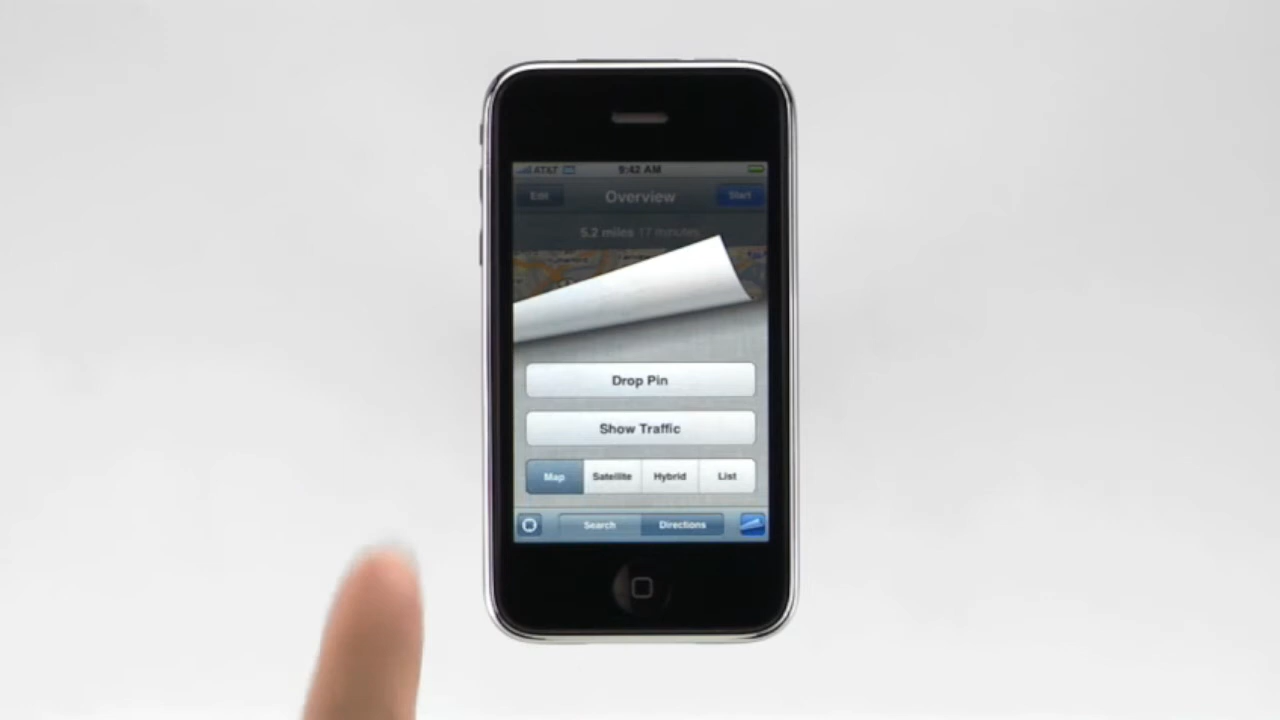 AT&T 9:42 AM
Edit Overview Start
5.2 miles 17 minutes
Drop Pin
Show Traffic
Map Satellite Hybrid List
Search Directions